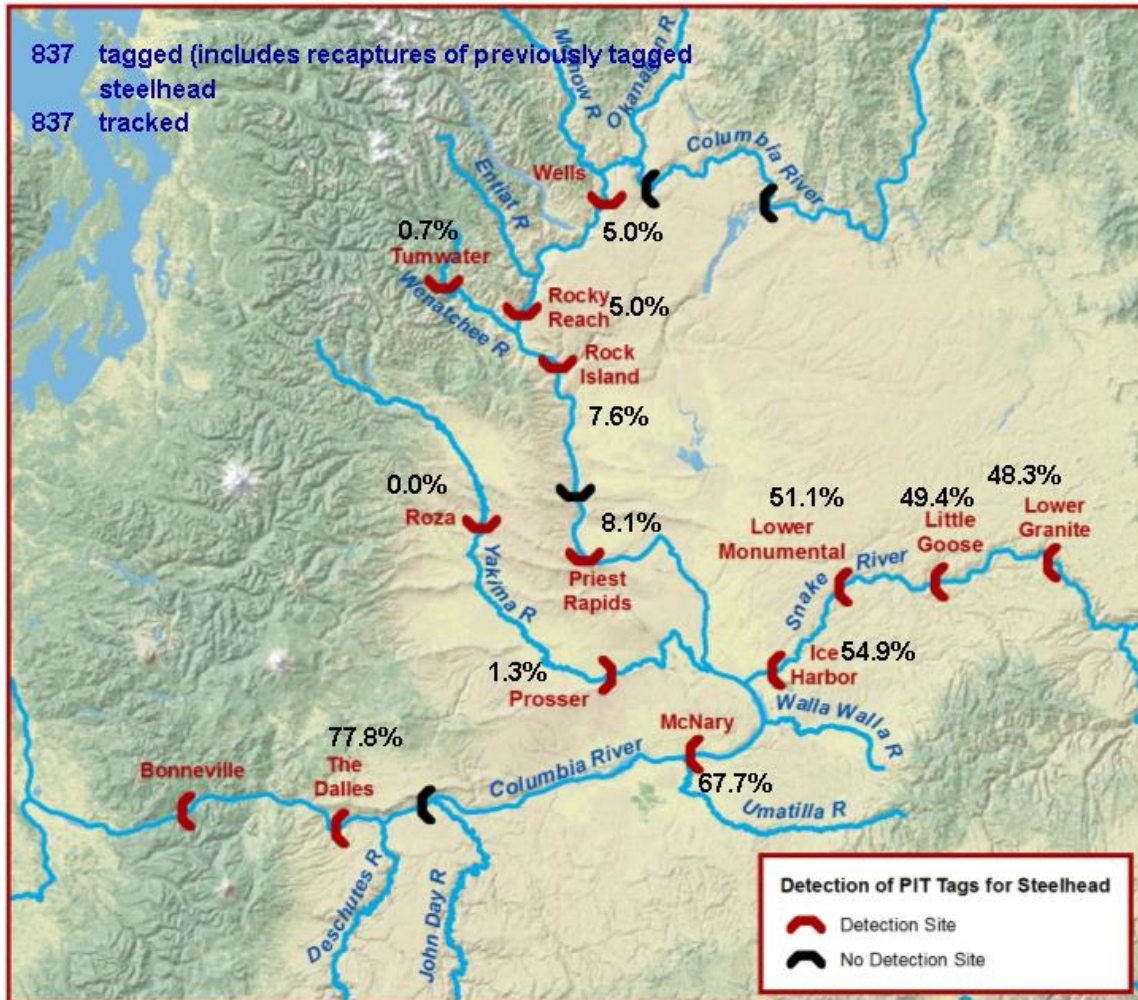 837 tagged (includes recaptures of previously tagged
steelhead
837 tracked
Methow R
Okanagan R
Columbia River
Entiat R
Wells
5.0%
0.7%
Tumwater
Wenatchee R
Rocky
Reach
5.0%
Rock
Island
7.6%
0.0%
Roza
8.1%
Priest
Rapids
Yakima R
51.1%
Lower
Monumental
49.4%
Little
Goose
48.3%
Lower
Granite
Snake River
Ice
Harbor
54.9%
1.3%
Prosser
Walla Walla R
McNary
67.7%
Umatilla R
77.8%
The
Dalles
Bonneville
Columbia River
Deschutes R
John Day R
Detection of PIT Tags for Steelhead
Detection Site
No Detection Site